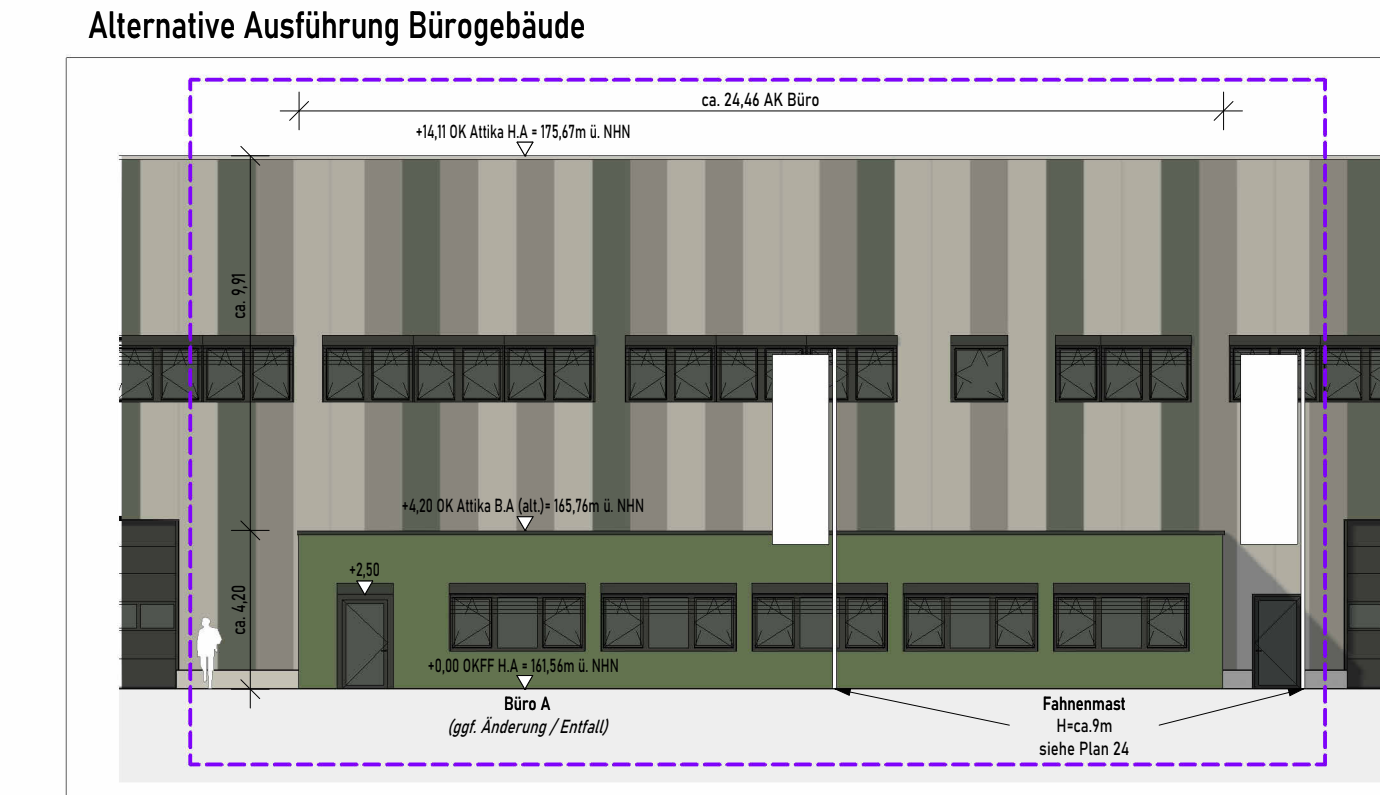 Alternative Ausführung Bürogebäude
ca. 24,46 AK Büro
+14,11 OK Attika H.A = 175,67m ü. NHN
ca. 9,91
+4,20 OK Attika B.A (alt.)= 165,76m ü. NHN
+2,50
ca. 4,20
+0,00 OKFF H.A = 161,56m ü. NHN
Büro A
(ggf. Änderung / Entfall)
Fahnenmast
H=ca.9m
siehe Plan 24